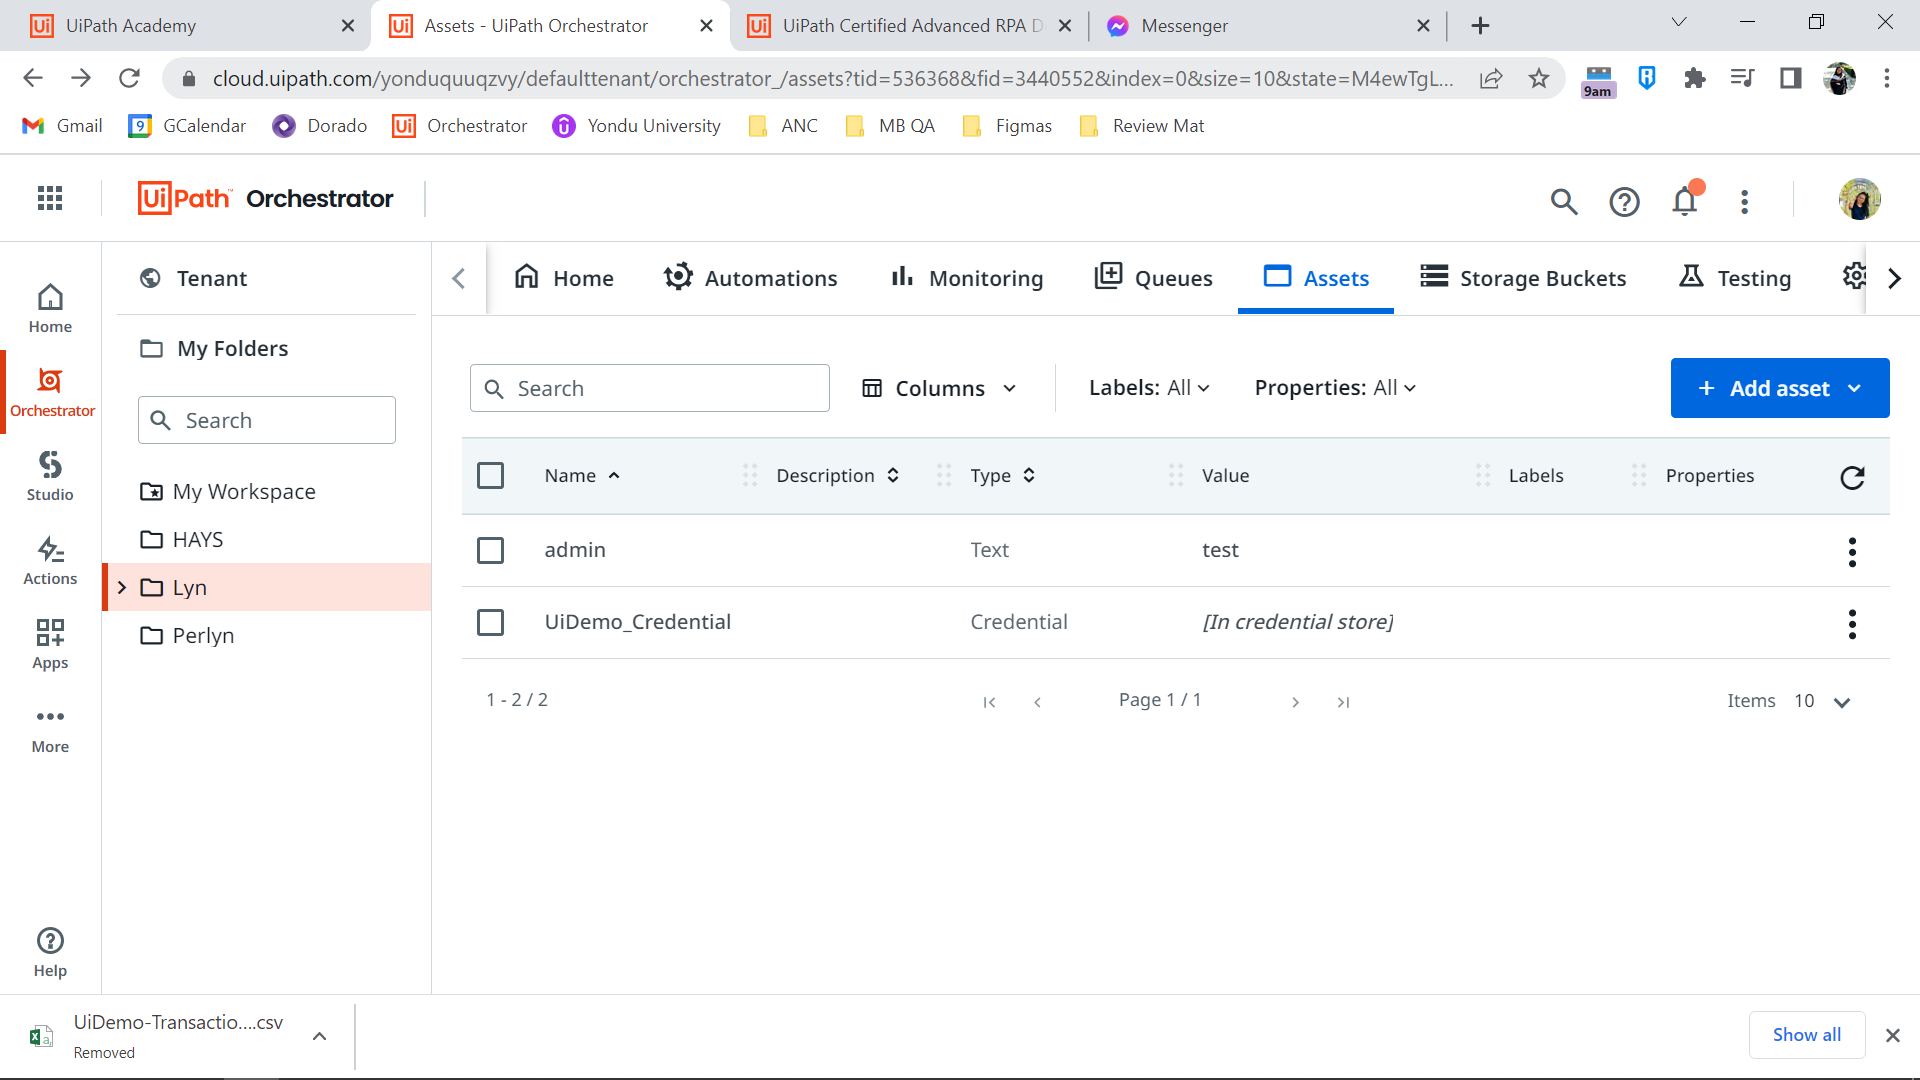 UiPath Academy
Assets - UiPath Orchestrator
UiPath Certified Advanced RPA D
Messenger
cloud.uipath.com/yonduquuqzvy/defaulttenant/orchestrator_/assets?tid=536368&fid=3440552&index=0&size=10&state=M4ewTgL...
9am
Gmail
9
GCalendar
Dorado
Orchestrator
Yondu University
ANC
MB QA
Figmas
Review Mat
UiPath™ Orchestrator
Home
Orchestrator
Studio
Actions
Apps
More
Help
Tenant
My Folders
Search
My Workspace
HAYS
Lyn
Perlyn
Home
Automations
Monitoring
Queues
Assets
Storage Buckets
Testing
Search
Columns
Labels: All
Properties: All
+ Add asset
Name Description Type Value Labels Properties
admin Text test
UiDemo_Credential Credential [In credential store]
1 - 2 / 2
Page 1 / 1
Items 10
UiDemo-Transactio....csv
Removed
Show all